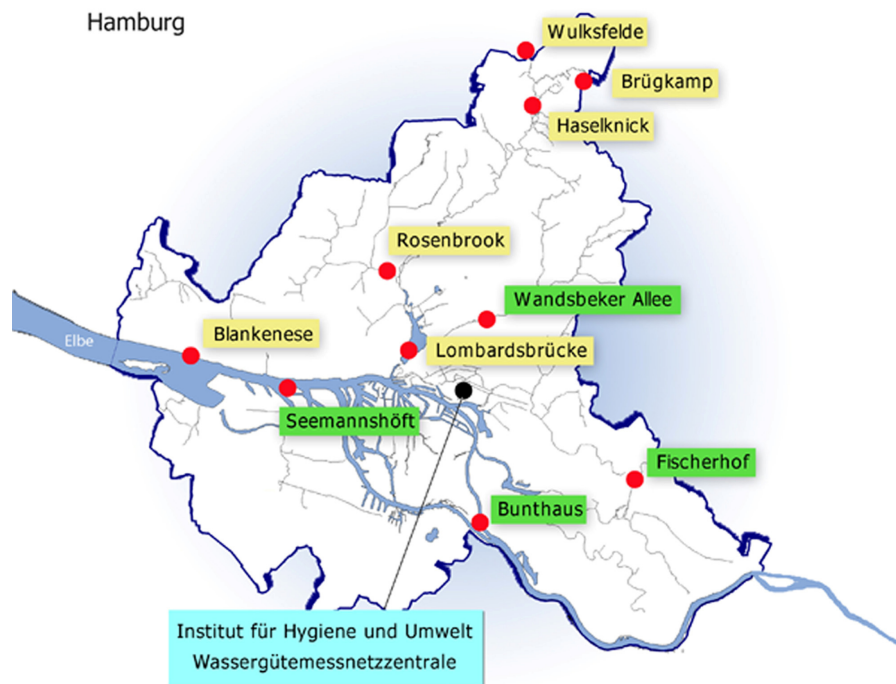 Hamburg
Wulksfelde
Brügkamp
Haselknick
Rosenbrook
Wandsbeker Allee
Blankenese
Elbe
Lombardsbrücke
Seemannshöft
Fischerhof
Bunthaus
Institut für Hygiene und Umwelt
Wassergütemessnetzzentrale